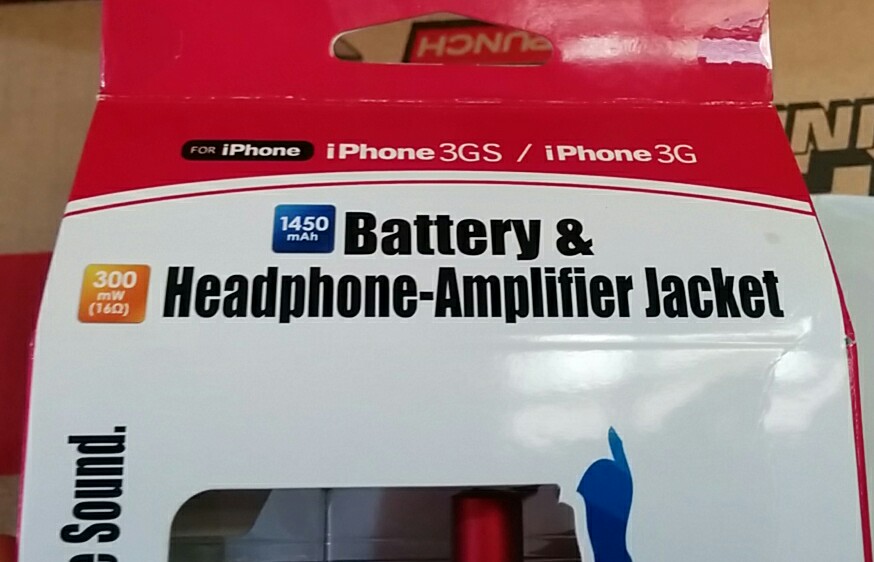 PUNCH
FOR iPhone iPhone 3GS / iPhone 3G
1450 mAh Battery &
300 mW (16Ω) Headphone-Amplifier Jacket
Sound.